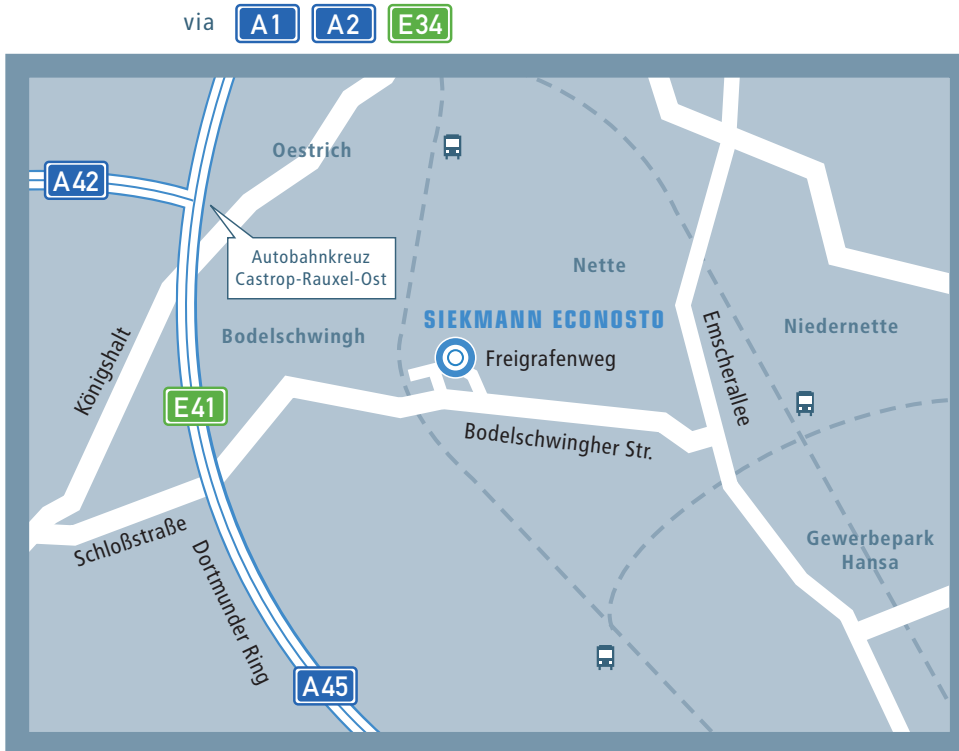 via A1 A2 E34
Oestrich
A42
Autobahnkreuz
Castrop-Rauxel-Ost
Nette
SIEKMANN ECONOSTO
Niedernette
Bodelschwingh
Freigrafenweg
Königshalt
Emscherallee
E41
Bodelschwingher Str.
Schloßstraße
Gewerbepark
Hansa
Dortmunder Ring
A45